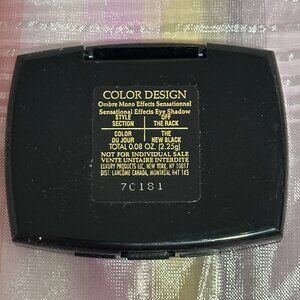 COLOR DESIGN
Ombre Mono Effects Sensationnel
Sensational Effects Eye Shadow
STYLE SECTION OFF THE RACK
COLOR DU JOUR THE NEW BLACK
TOTAL 0.08 OZ. (2.25g)
NOT FOR INDIVIDUAL SALE
VENTE UNITAIRE INTERDITE
LUXURY PRODUCTS LLC, NEW YORK, NY 10017
DIST. LANCÔME CANADA, MONTRÉAL H4T 1K5
7C181